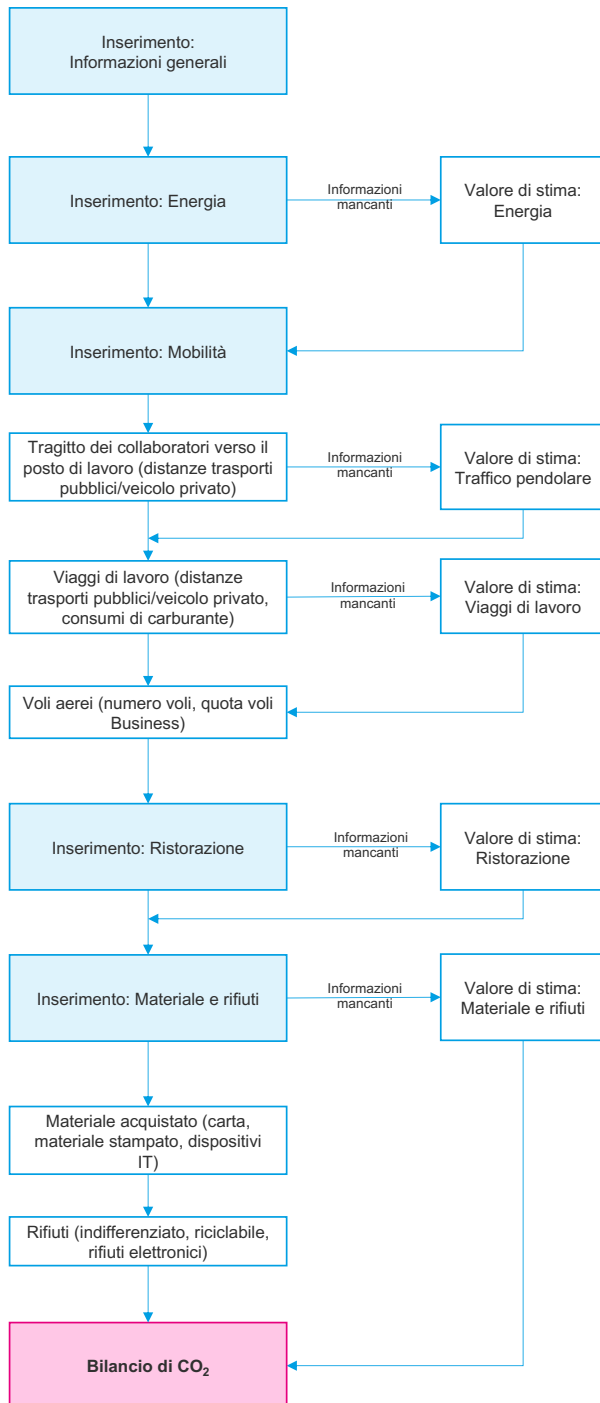 Inserimento:
Informazioni generali
Inserimento: Energia
Informazioni
mancanti
Valore di stima:
Energia
Inserimento: Mobilità
Tragitto dei collaboratori verso il
posto di lavoro (distanze trasporti
pubblici/veicolo privato)
Informazioni
mancanti
Valore di stima:
Traffico pendolare
Viaggi di lavoro (distanze
trasporti pubblici/veicolo privato,
consumi di carburante)
Informazioni
mancanti
Valore di stima:
Viaggi di lavoro
Voli aerei (numero voli, quota voli
Business)
Inserimento: Ristorazione
Informazioni
mancanti
Valore di stima:
Ristorazione
Inserimento: Materiale e rifiuti
Informazioni
mancanti
Valore di stima:
Materiale e rifiuti
Materiale acquistato (carta,
materiale stampato, dispositivi
IT)
Rifiuti (indifferenziato, riciclabile,
rifiuti elettronici)
Bilancio di CO₂